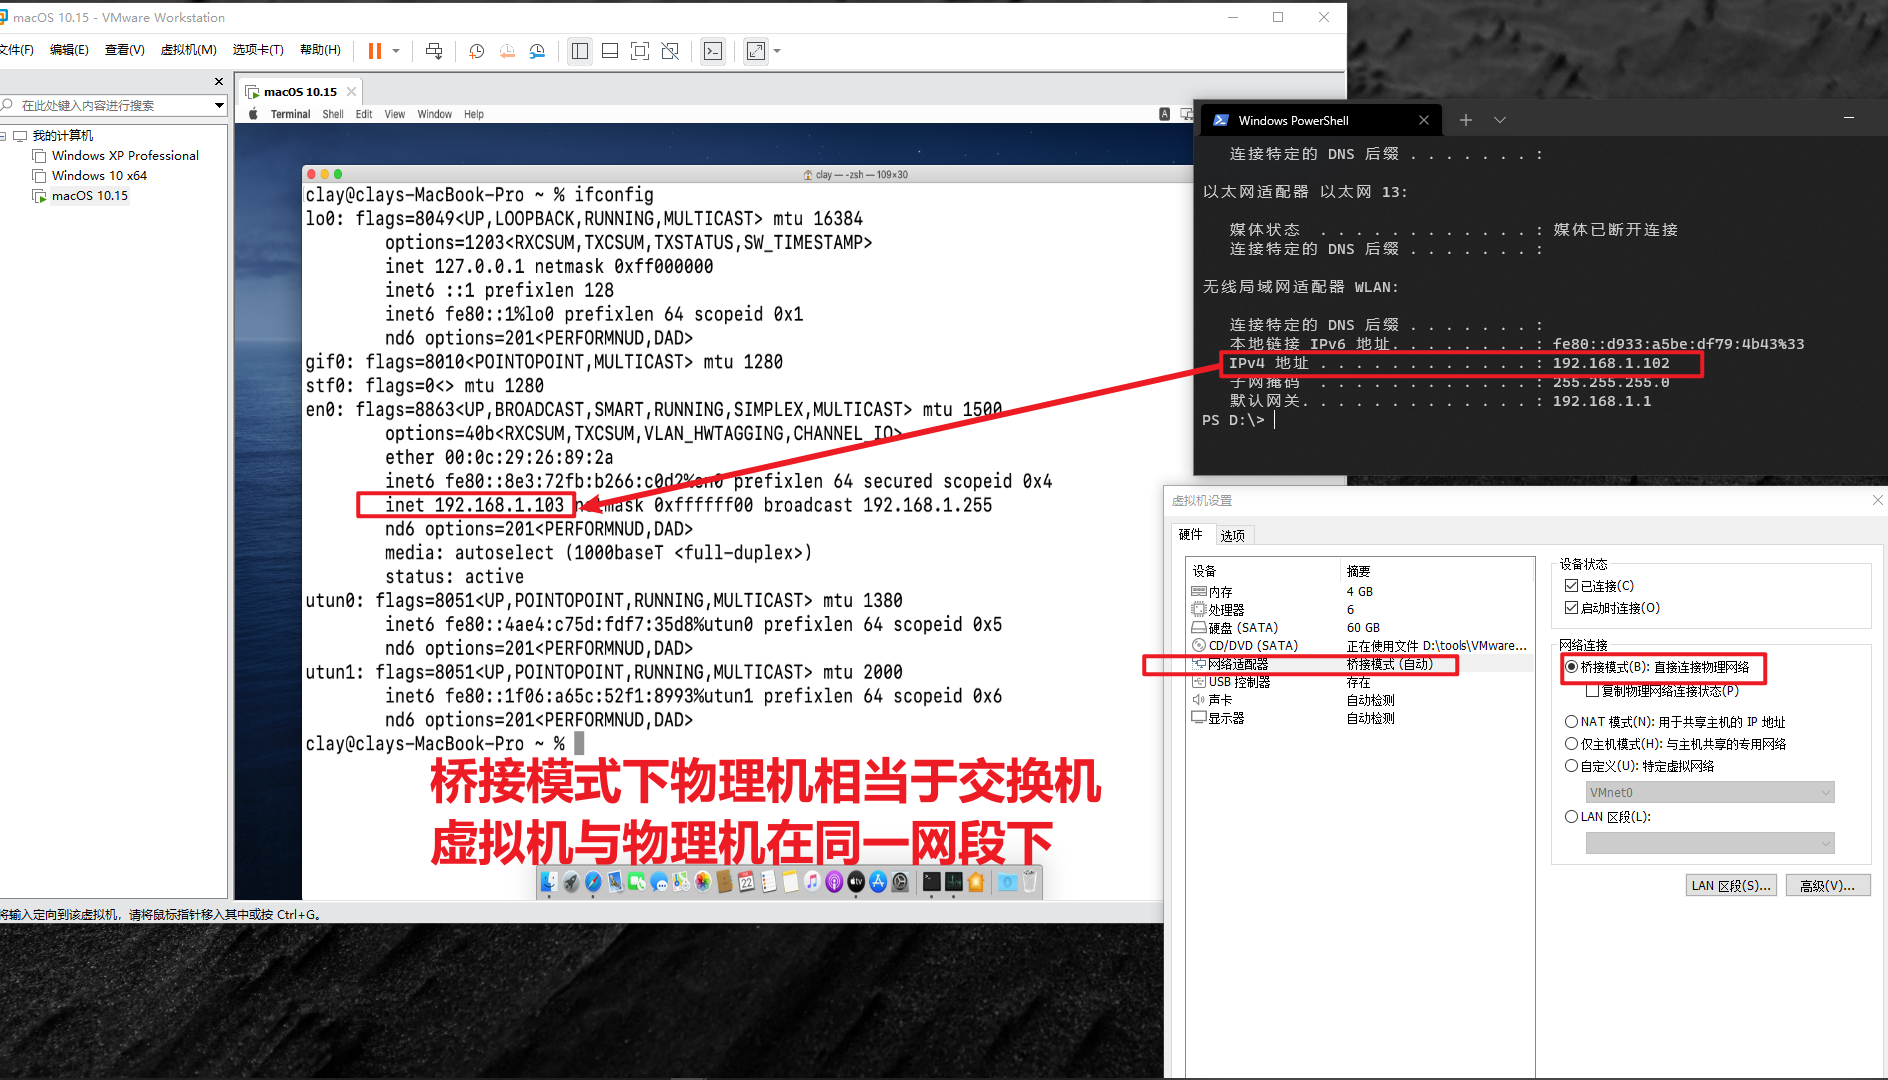 macOS 10.15 - VMware Workstation
文件(F) 编辑(E) 查看(V) 虚拟机(M) 选项卡(T) 帮助(H)
在此处键入内容进行搜索
我的计算机
Windows XP Professional
Windows 10 x64
macOS 10.15
macOS 10.15
Terminal Shell Edit View Window Help
A
clay — -zsh — 109×30
clay@clays-MacBook-Pro ~ % ifconfig
lo0: flags=8049<UP,LOOPBACK,RUNNING,MULTICAST> mtu 16384
options=1203<RXCSUM,TXCSUM,TXSTATUS,SW_TIMESTAMP>
inet 127.0.0.1 netmask 0xff000000
inet6 ::1 prefixlen 128
inet6 fe80::1%lo0 prefixlen 64 scopeid 0x1
nd6 options=201<PERFORMNUD,DAD>
gif0: flags=8010<POINTOPOINT,MULTICAST> mtu 1280
stf0: flags=0<> mtu 1280
en0: flags=8863<UP,BROADCAST,SMART,RUNNING,SIMPLEX,MULTICAST> mtu 1500
options=40b<RXCSUM,TXCSUM,VLAN_HWTAGGING,CHANNEL_IO>
ether 00:0c:29:26:89:2a
inet6 fe80::8e3:72fb:b266:c0d2%en0 prefixlen 64 secured scopeid 0x4
inet 192.168.1.103 netmask 0xffffff00 broadcast 192.168.1.255
nd6 options=201<PERFORMNUD,DAD>
media: autoselect (1000baseT <full-duplex>)
status: active
utun0: flags=8051<UP,POINTOPOINT,RUNNING,MULTICAST> mtu 1380
inet6 fe80::4ae4:c75d:fdf7:35d8%utun0 prefixlen 64 scopeid 0x5
nd6 options=201<PERFORMNUD,DAD>
utun1: flags=8051<UP,POINTOPOINT,RUNNING,MULTICAST> mtu 2000
inet6 fe80::1f06:a65c:52f1:8993%utun1 prefixlen 64 scopeid 0x6
nd6 options=201<PERFORMNUD,DAD>
clay@clays-MacBook-Pro ~ %
桥接模式下物理机相当于交换机
虚拟机与物理机在同一网段下
22
tv
将输入定向到该虚拟机，请将鼠标指针移入其中或按 Ctrl+G。
Windows PowerShell
连接特定的 DNS 后缀 . . . . . . . :
以太网适配器 以太网 13:
媒体状态 . . . . . . . . . . . . : 媒体已断开连接
连接特定的 DNS 后缀 . . . . . . . :
无线局域网适配器 WLAN:
连接特定的 DNS 后缀 . . . . . . . :
本地链接 IPv6 地址. . . . . . . . : fe80::d933:a5be:df79:4b43%33
IPv4 地址 . . . . . . . . . . . . : 192.168.1.102
子网掩码 . . . . . . . . . . . . : 255.255.255.0
默认网关. . . . . . . . . . . . . : 192.168.1.1
PS D:\>
虚拟机设置
硬件 选项
设备 摘要
内存 4 GB
处理器 6
硬盘 (SATA) 60 GB
CD/DVD (SATA) 正在使用文件 D:\tools\VMware...
网络适配器 桥接模式 (自动)
USB 控制器 存在
声卡 自动检测
显示器 自动检测
设备状态
已连接(C)
启动时连接(O)
网络连接
桥接模式(B): 直接连接物理网络
复制物理网络连接状态(P)
NAT 模式(N): 用于共享主机的 IP 地址
仅主机模式(H): 与主机共享的专用网络
自定义(U): 特定虚拟网络
VMnet0
LAN 区段(L):
LAN 区段(S)... 高级(V)...